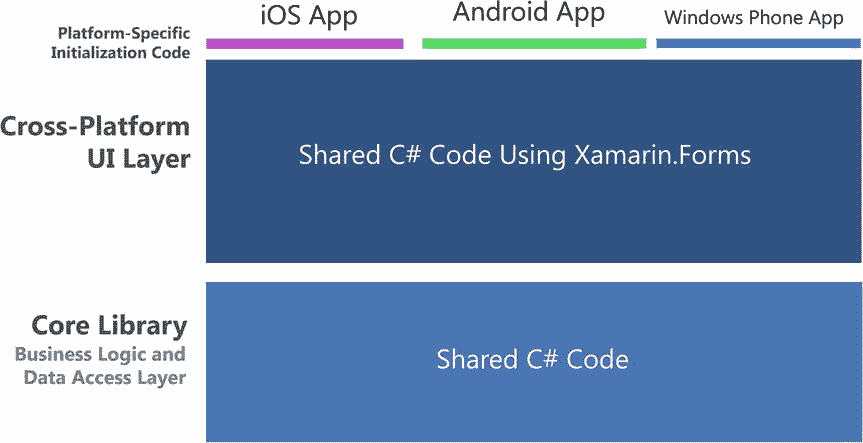 iOS App
Android App
Windows Phone App
Platform-Specific
Initialization Code
Cross-Platform
UI Layer
Shared C# Code Using Xamarin.Forms
Core Library
Business Logic and
Data Access Layer
Shared C# Code